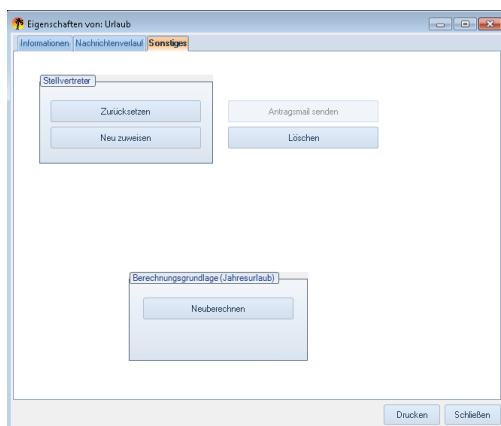 Eigenschaften von: Urlaub
Informationen Nachrichtenverlauf Sonstiges
Stellvertreter
Zurücksetzen Antragsmail senden
Neu zuweisen Löschen
Berechnungsgrundlage (Jahresurlaub)
Neuberechnen
Drucken Schließen